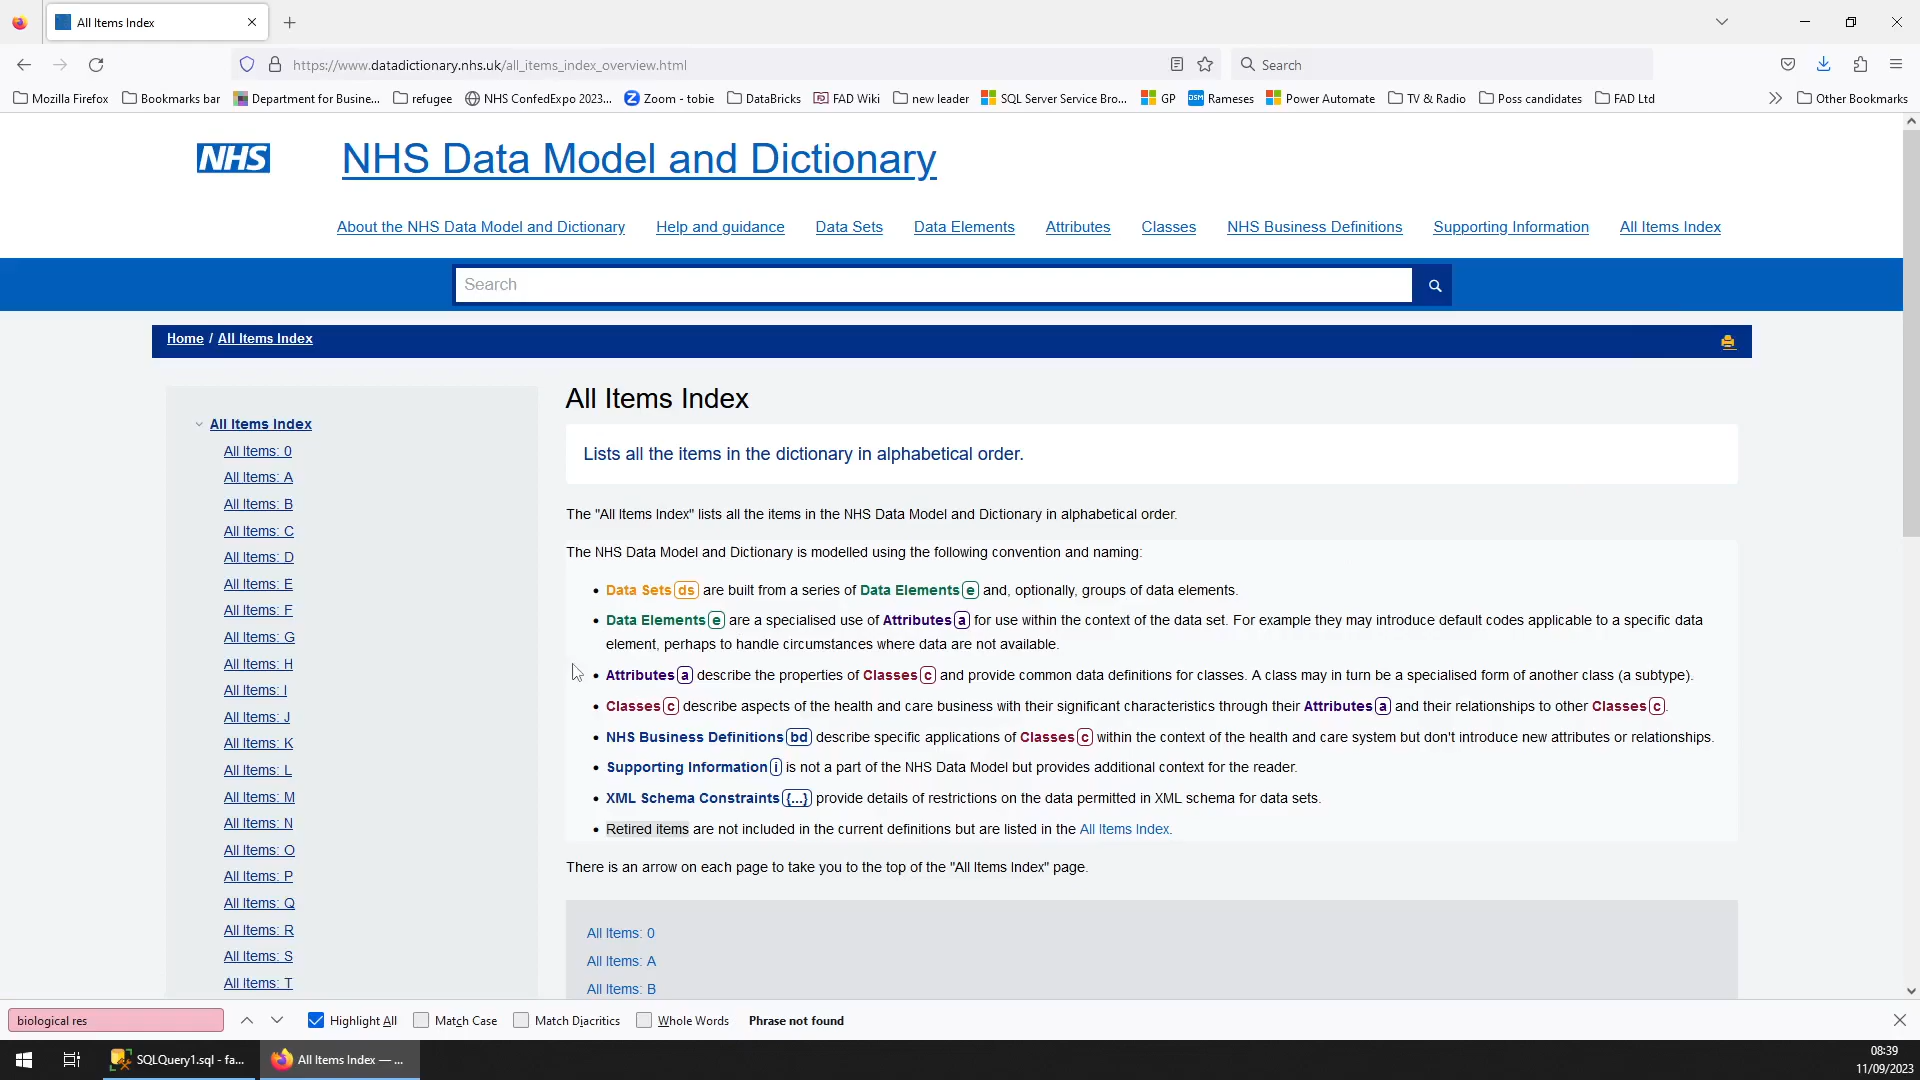 All Items Index
https://www.datadictionary.nhs.uk/all_items_index_overview.html
Search
Mozilla Firefox
Bookmarks bar
Department for Busine...
refugee
NHS ConfedExpo 2023...
Zoom - tobie
DataBricks
FAD Wiki
new leader
SQL Server Service Bro...
GP
Rameses
Power Automate
TV & Radio
Poss candidates
FAD Ltd
Other Bookmarks
NHS
NHS Data Model and Dictionary
About the NHS Data Model and Dictionary
Help and guidance
Data Sets
Data Elements
Attributes
Classes
NHS Business Definitions
Supporting Information
All Items Index
Search
Home / All Items Index
All Items Index
All Items: 0
All Items: A
All Items: B
All Items: C
All Items: D
All Items: E
All Items: F
All Items: G
All Items: H
All Items: I
All Items: J
All Items: K
All Items: L
All Items: M
All Items: N
All Items: O
All Items: P
All Items: Q
All Items: R
All Items: S
All Items: T
All Items Index
Lists all the items in the dictionary in alphabetical order.
The "All Items Index" lists all the items in the NHS Data Model and Dictionary in alphabetical order.
The NHS Data Model and Dictionary is modelled using the following convention and naming:
• Data Sets ds are built from a series of Data Elements e and, optionally, groups of data elements.
• Data Elements e are a specialised use of Attributes a for use within the context of the data set. For example they may introduce default codes applicable to a specific data
element, perhaps to handle circumstances where data are not available.
• Attributes a describe the properties of Classes c and provide common data definitions for classes. A class may in turn be a specialised form of another class (a subtype).
• Classes c describe aspects of the health and care business with their significant characteristics through their Attributes a and their relationships to other Classes c.
• NHS Business Definitions bd describe specific applications of Classes c within the context of the health and care system but don't introduce new attributes or relationships.
• Supporting Information i is not a part of the NHS Data Model but provides additional context for the reader.
• XML Schema Constraints {...} provide details of restrictions on the data permitted in XML schema for data sets.
• Retired items are not included in the current definitions but are listed in the All Items Index.
There is an arrow on each page to take you to the top of the "All Items Index" page.
All Items: 0
All Items: A
All Items: B
biological res
Highlight All
Match Case
Match Diacritics
Whole Words
Phrase not found
SQLQuery1.sql - fa...
All Items Index — ...
08:39
11/09/2023